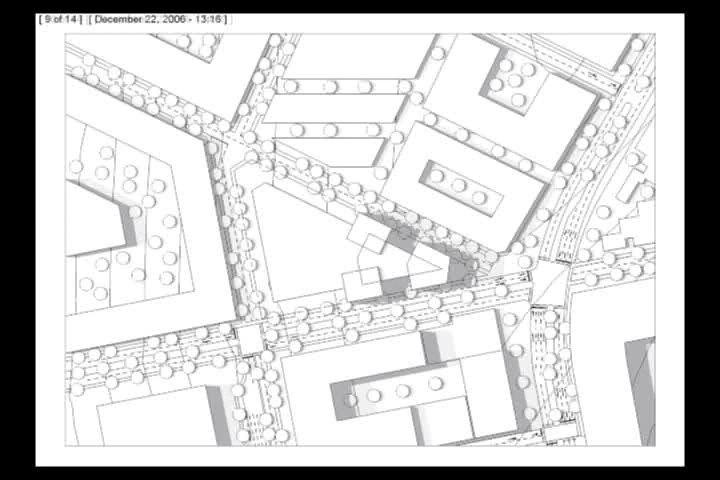 [ 9 of 14 ] [ December 22, 2006 - 13:16 ]